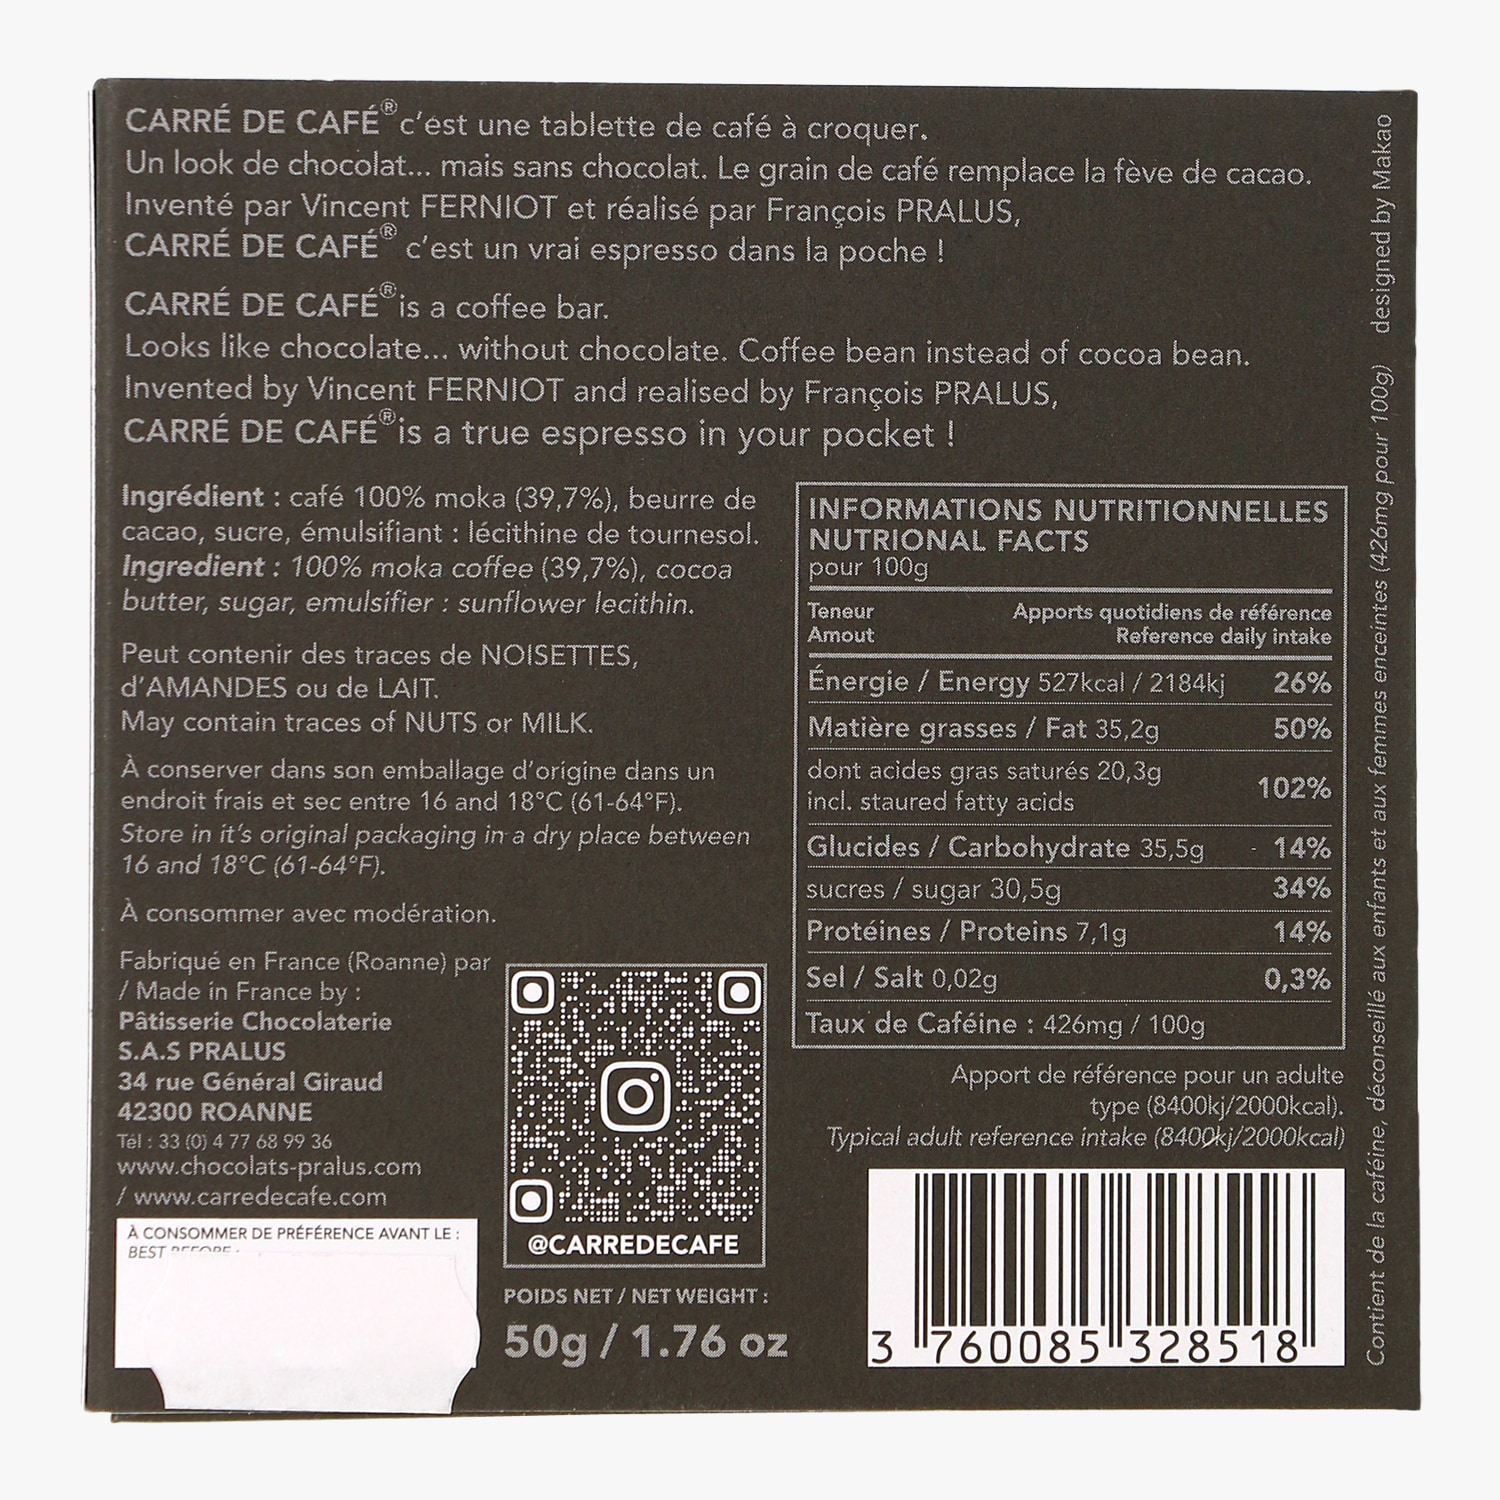 CARRÉ DE CAFÉ® c'est une tablette de café à croquer.
Un look de chocolat... mais sans chocolat. Le grain de café remplace la fève de cacao.
Inventé par Vincent FERNIOT et réalisé par François PRALUS,
CARRÉ DE CAFÉ® c'est un vrai espresso dans la poche !
CARRÉ DE CAFÉ® is a coffee bar.
Looks like chocolate... without chocolate. Coffee bean instead of cocoa bean.
Invented by Vincent FERNIOT and realised by François PRALUS,
CARRÉ DE CAFÉ® is a true espresso in your pocket !
Ingrédient : café 100% moka (39,7%), beurre de
cacao, sucre, émulsifiant : lécithine de tournesol.
Ingredient : 100% moka coffee (39,7%), cocoa
butter, sugar, emulsifier : sunflower lecithin.
Peut contenir des traces de NOISETTES,
d'AMANDES ou de LAIT.
May contain traces of NUTS or MILK.
À conserver dans son emballage d'origine dans un
endroit frais et sec entre 16 and 18°C (61-64°F).
Store in it's original packaging in a dry place between
16 and 18°C (61-64°F).
À consommer avec modération.
Fabriqué en France (Roanne) par
/ Made in France by :
Pâtisserie Chocolaterie
S.A.S PRALUS
34 rue Général Giraud
42300 ROANNE
Tél : 33 (0) 4 77 68 99 36
www.chocolats-pralus.com
/ www.carredecafe.com
À CONSOMMER DE PRÉFÉRENCE AVANT LE :
BEST BEFORE :
@CARREDECAFE
POIDS NET / NET WEIGHT :
50g / 1.76 oz
INFORMATIONS NUTRITIONNELLES
NUTRIONAL FACTS
pour 100g
Teneur Apports quotidiens de référence
Amout Reference daily intake
Énergie / Energy 527kcal / 2184kj 26%
Matière grasses / Fat 35,2g 50%
dont acides gras saturés 20,3g
incl. staured fatty acids 102%
Glucides / Carbohydrate 35,5g - 14%
sucres / sugar 30,5g 34%
Protéines / Proteins 7,1g 14%
Sel / Salt 0,02g 0,3%
Taux de Caféine : 426mg / 100g
Apport de référence pour un adulte
type (8400kj/2000kcal).
Typical adult reference intake (8400kj/2000kcal)
3 760085 328518
Contient de la caféine, déconseillé aux enfants et aux femmes enceintes (426mg pour 100g) designed by Makao